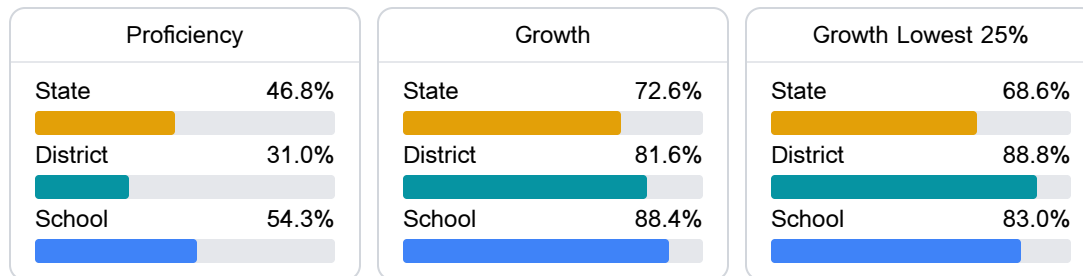 Proficiency
State 46.8%
District 31.0%
School 54.3%
Growth
State 72.6%
District 81.6%
School 88.4%
Growth Lowest 25%
State 68.6%
District 88.8%
School 83.0%